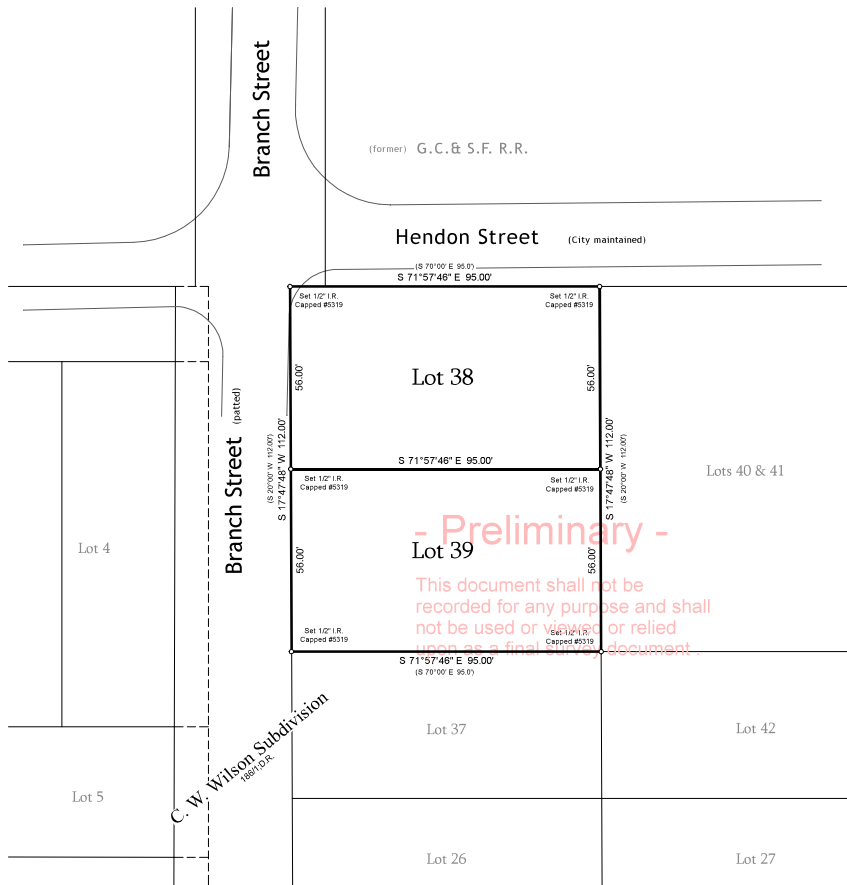 Branch Street
(former) G.C.& S.F. R.R.
Hendon Street (City maintained)
(S 70°00' E 95.0')
S 71°57'46" E 95.00'
Set 1/2" I.R.
Capped #5319
Set 1/2" I.R.
Capped #5319
56.00'
Lot 38
56.00'
Branch Street (patted)
(S 20°00' W 112.00')
S 17°47'48" W 112.00'
S 17°47'48" W 112.00'
(S 20°00' W 112.00')
S 71°57'46" E 95.00'
Lots 40 & 41
Set 1/2" I.R.
Capped #5319
Set 1/2" I.R.
Capped #5319
- Preliminary -
Lot 4
56.00'
Lot 39
56.00'
This document shall not be
recorded for any purpose and shall
not be used or viewed or relied
upon as a final survey document .
Set 1/2" I.R.
Capped #5319
Set 1/2" I.R.
Capped #5319
S 71°57'46" E 95.00'
(S 70°00' E 95.0')
C. W. Wilson Subdivision
186/1;D.R.
Lot 37
Lot 42
Lot 5
Lot 26
Lot 27